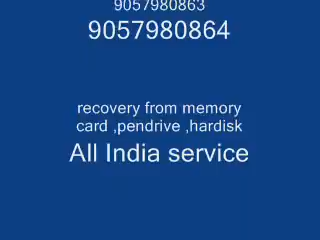 9057980863
9057980864
recovery from memory
card ,pendrive ,hardisk
All India service